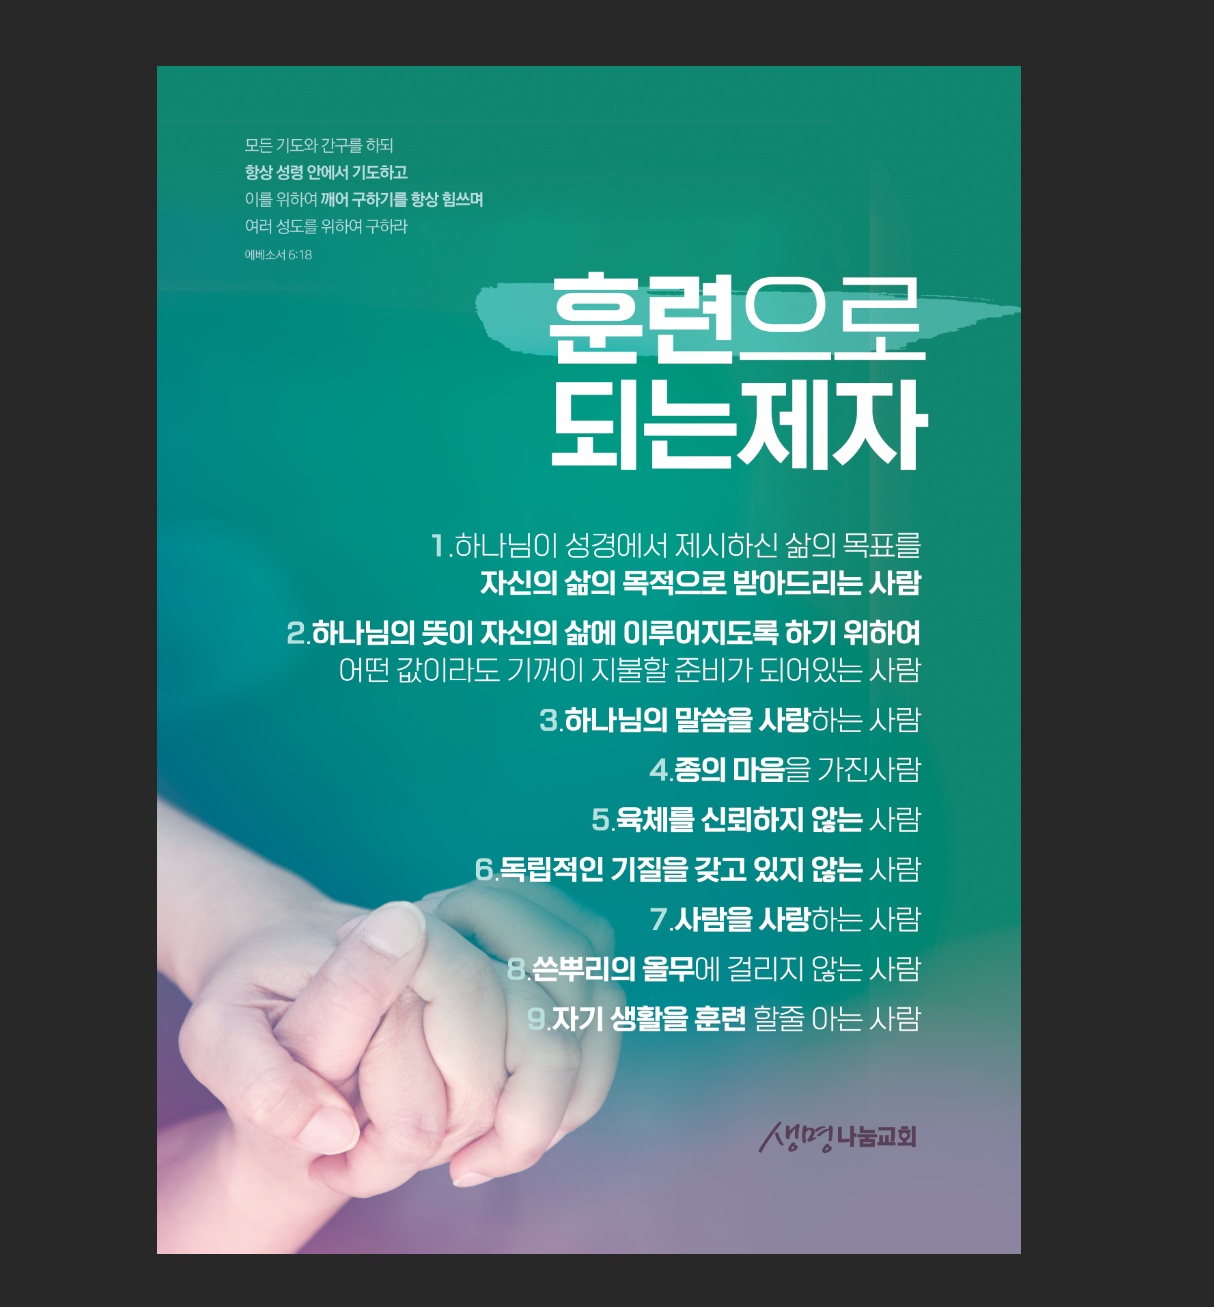 모든 기도와 간구를 하되
항상 성령 안에서 기도하고
이를 위하여 깨어 구하기를 항상 힘쓰며
여러 성도를 위하여 구하라
에베소서 6:18
훈련으로
되는제자
1.하나님이 성경에서 제시하신 삶의 목표를
자신의 삶의 목적으로 받아드리는 사람
2.하나님의 뜻이 자신의 삶에 이루어지도록 하기 위하여
어떤 값이라도 기꺼이 지불할 준비가 되어있는 사람
3.하나님의 말씀을 사랑하는 사람
4.종의 마음을 가진사람
5.육체를 신뢰하지 않는 사람
6.독립적인 기질을 갖고 있지 않는 사람
7.사람을 사랑하는 사람
8.쓴뿌리의 올무에 걸리지 않는 사람
9.자기 생활을 훈련 할줄 아는 사람
생명나눔교회